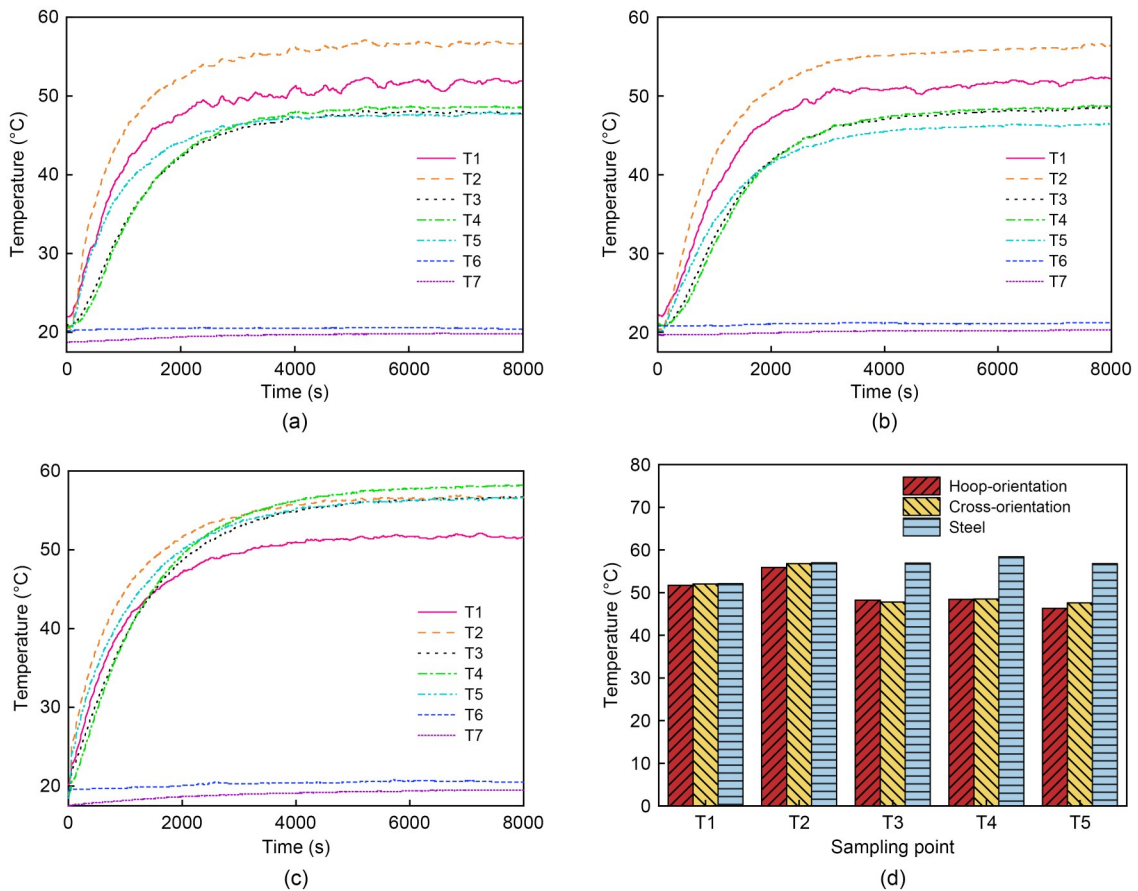 60
50
40
30
20
Temperature (°C)
T1
T2
T3
T4
T5
T6
T7
0
2000
4000
6000
8000
Time (s)
(a)
60
50
40
30
20
Temperature (°C)
T1
T2
T3
T4
T5
T6
T7
0
2000
4000
6000
8000
Time (s)
(b)
60
50
40
30
20
Temperature (°C)
T1
T2
T3
T4
T5
T6
T7
0
2000
4000
6000
8000
Time (s)
(c)
80
70
60
50
40
30
20
10
0
Temperature (°C)
Hoop-orientation
Cross-orientation
Steel
T1
T2
T3
T4
T5
Sampling point
(d)